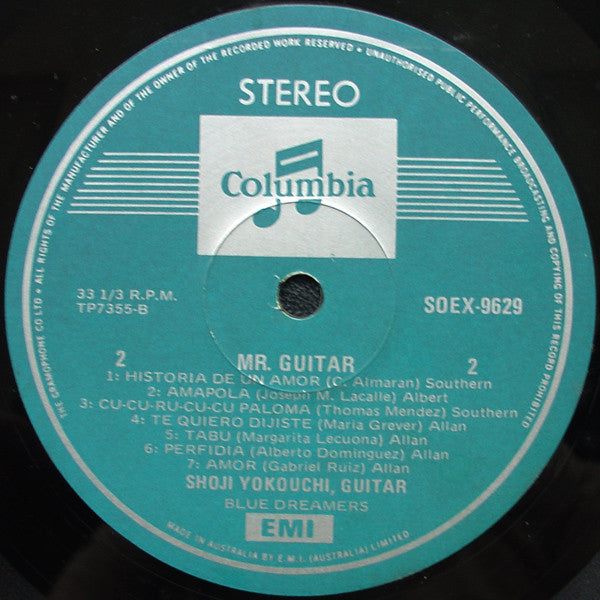 THE GRAMOPHONE CO LTD • ALL RIGHTS OF THE MANUFACTURER AND OF THE OWNER OF THE RECORDED WORK RESERVED • UNAUTHORISED PUBLIC PERFORMANCE BROADCASTING AND COPYING OF THIS RECORD PROHIBITED
STEREO
Columbia
33 1/3 R.P.M.
TP7355-B
SOEX-9629
2 MR. GUITAR 2
1: HISTORIA DE UN AMOR (C. Almaran) Southern
2: AMAPOLA (Joseph M. Lacalle) Albert
3: CU-CU-RU-CU-CU PALOMA (Thomas Mendez) Southern
4: TE QUIERO DIJISTE (Maria Grever) Allan
5: TABU (Margarita Lecuona) Allan
6: PERFIDIA (Alberto Dominguez) Allan
7: AMOR (Gabriel Ruiz) Allan
SHOJI YOKOUCHI, GUITAR
BLUE DREAMERS
EMI
MADE IN AUSTRALIA BY E M I. (AUSTRALIA) LIMITED